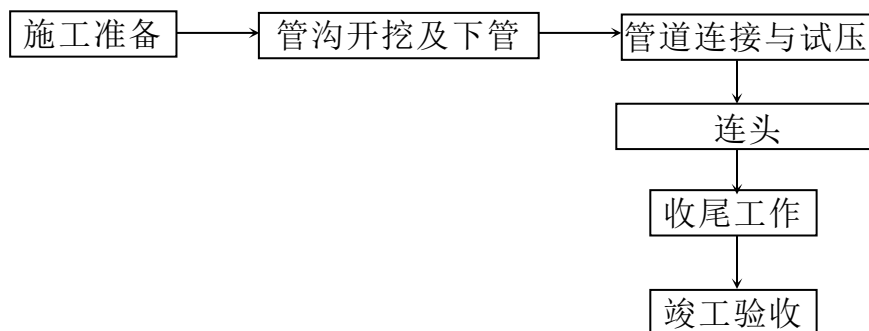 施工准备
管沟开挖及下管
管道连接与试压
连头
收尾工作
竣工验收